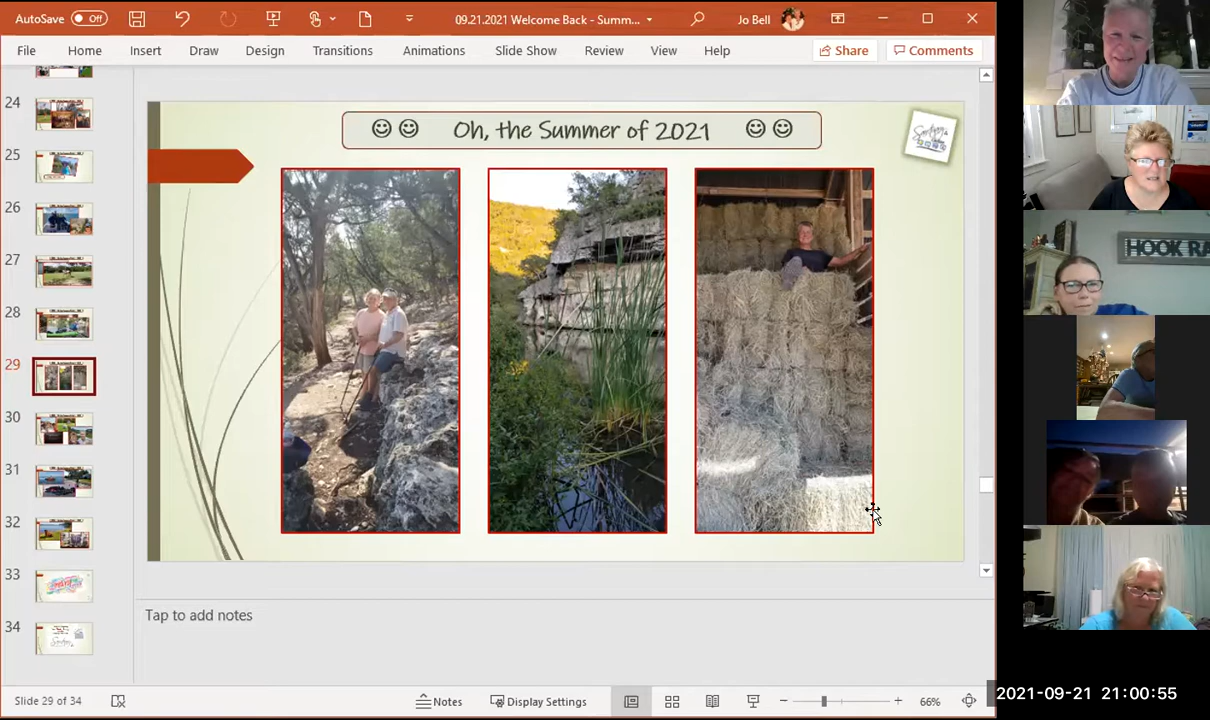 AutoSave Off 09.21.2021 Welcome Back - Summ... Jo Bell
File Home Insert Draw Design Transitions Animations Slide Show Review View Help Share Comments
Oh, the Summer of 2021
HOOK RA
24
25
26
27
28
29
30
31
32
33
34
Tap to add notes
Slide 29 of 34 Notes Display Settings 66%
2021-09-21 21:00:55